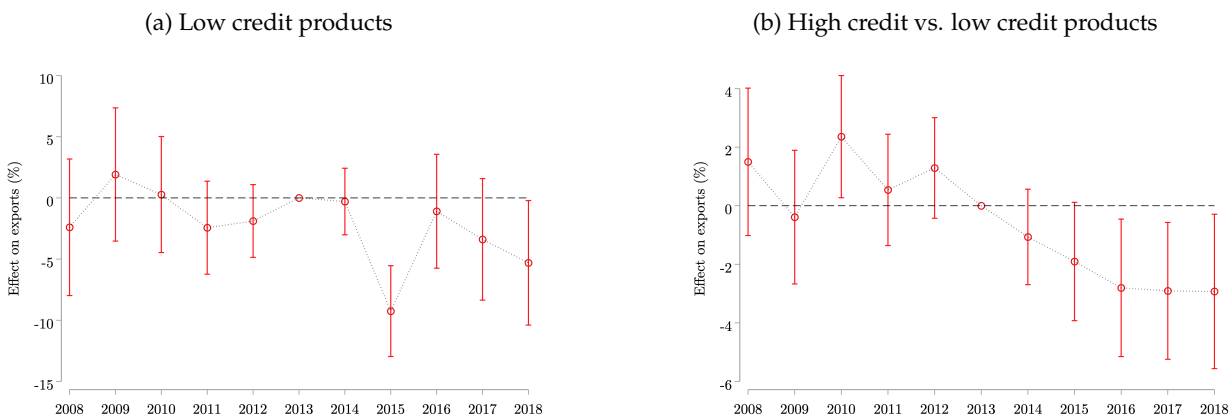 (a) Low credit products
10
5
0
-5
-10
-15
Effect on exports (%)
2008 2009 2010 2011 2012 2013 2014 2015 2016 2017 2018
(b) High credit vs. low credit products
4
2
0
-2
-4
-6
Effect on exports (%)
2008 2009 2010 2011 2012 2013 2014 2015 2016 2017 2018